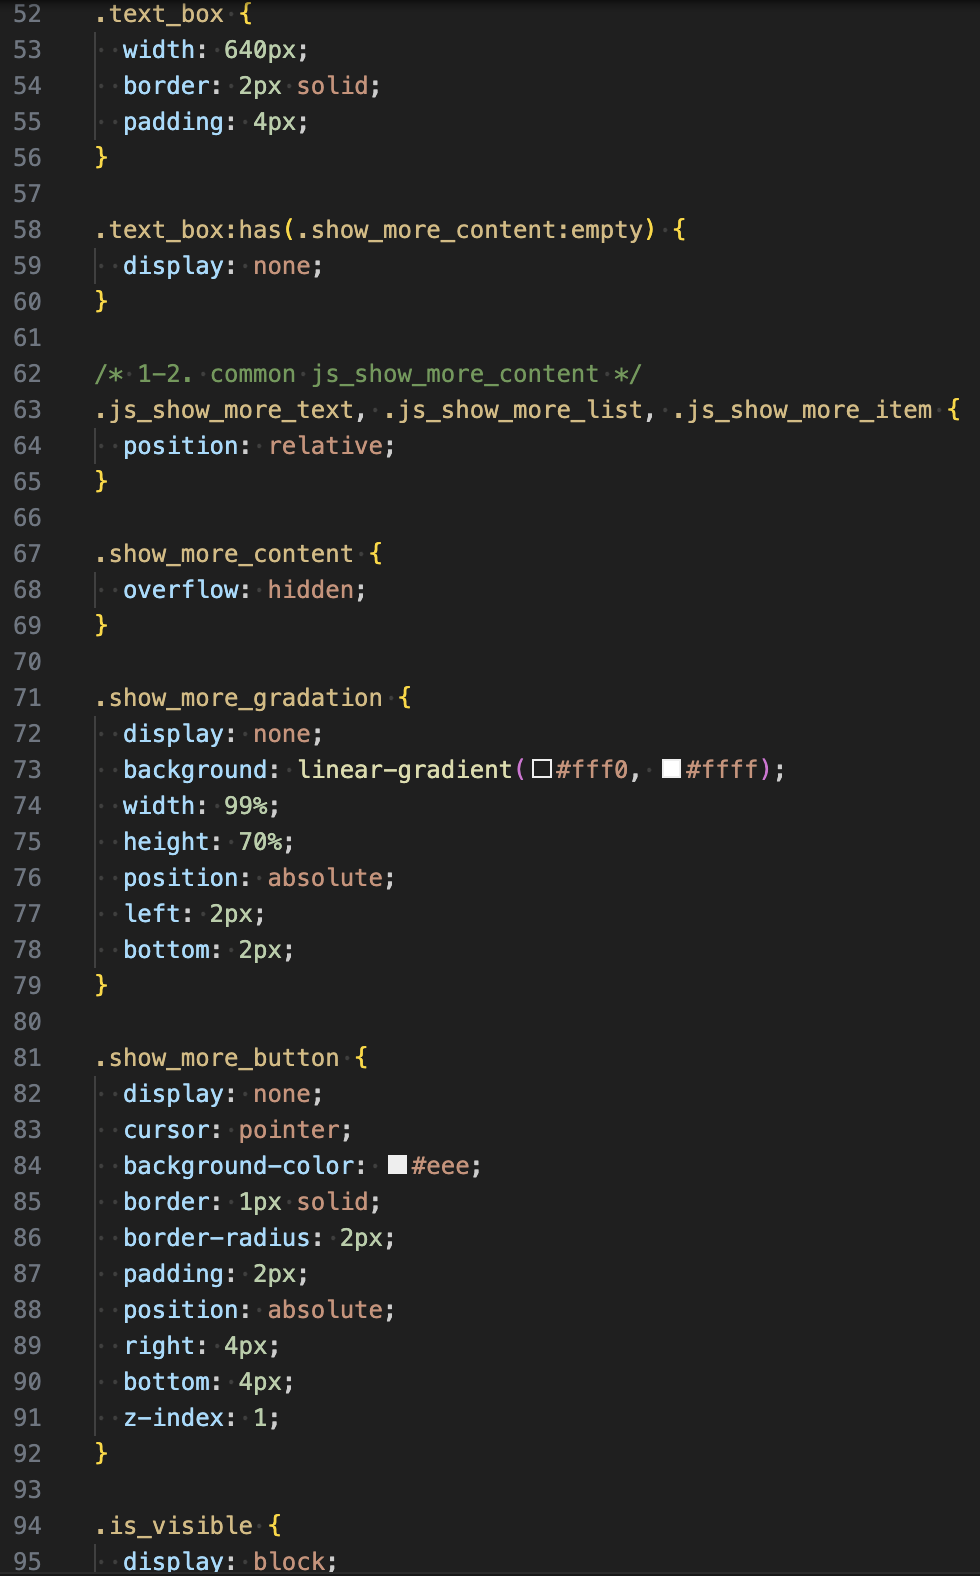 52 .text_box {
53 width: 640px;
54 border: 2px solid;
55 padding: 4px;
56 }
57
58 .text_box:has(.show_more_content:empty) {
59 display: none;
60 }
61
62 /* 1-2. common js_show_more_content */
63 .js_show_more_text, .js_show_more_list, .js_show_more_item {
64 position: relative;
65 }
66
67 .show_more_content {
68 overflow: hidden;
69 }
70
71 .show_more_gradation {
72 display: none;
73 background: linear-gradient(#fff0, #ffff);
74 width: 99%;
75 height: 70%;
76 position: absolute;
77 left: 2px;
78 bottom: 2px;
79 }
80
81 .show_more_button {
82 display: none;
83 cursor: pointer;
84 background-color: #eee;
85 border: 1px solid;
86 border-radius: 2px;
87 padding: 2px;
88 position: absolute;
89 right: 4px;
90 bottom: 4px;
91 z-index: 1;
92 }
93
94 .is_visible {
95 display: block;